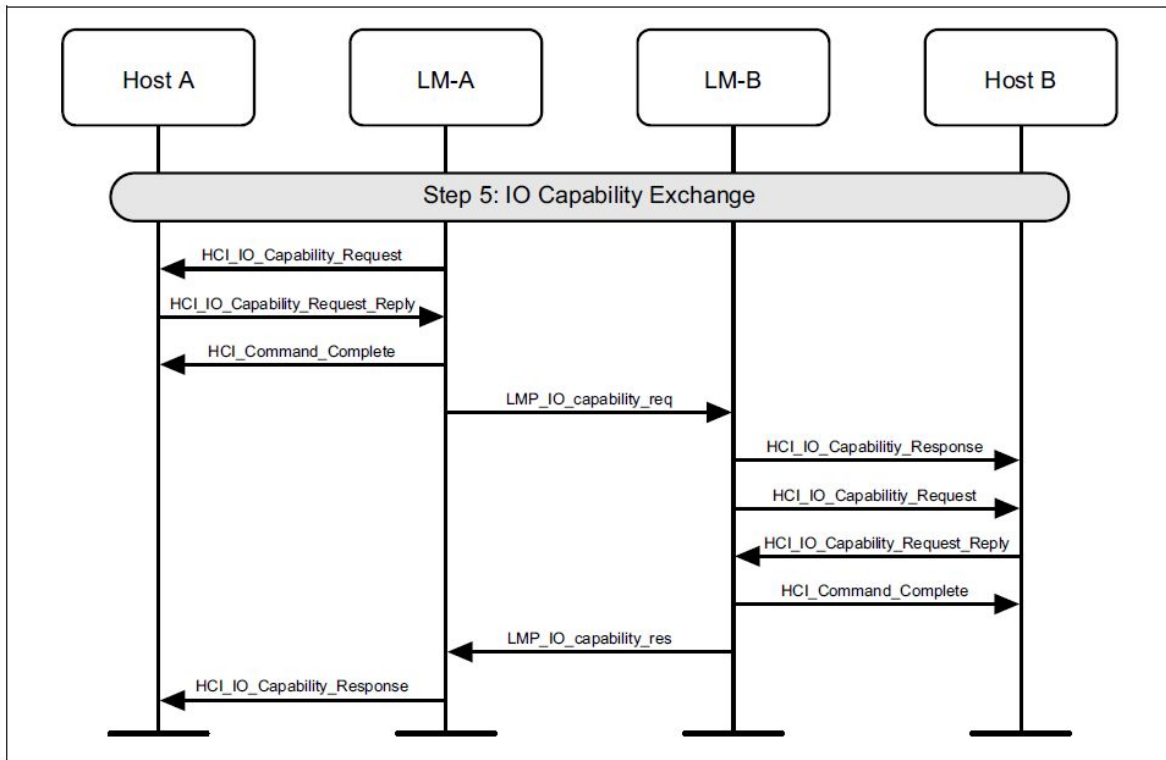 Host A
LM-A
LM-B
Host B
Step 5: IO Capability Exchange
HCI_IO_Capability_Request
HCI_IO_Capability_Request_Reply
HCI_Command_Complete
LMP_IO_capability_req
HCI_IO_Capabilitiy_Response
HCI_IO_Capabilitiy_Request
HCI_IO_Capability_Request_Reply
HCI_Command_Complete
LMP_IO_capability_res
HCI_IO_Capability_Response